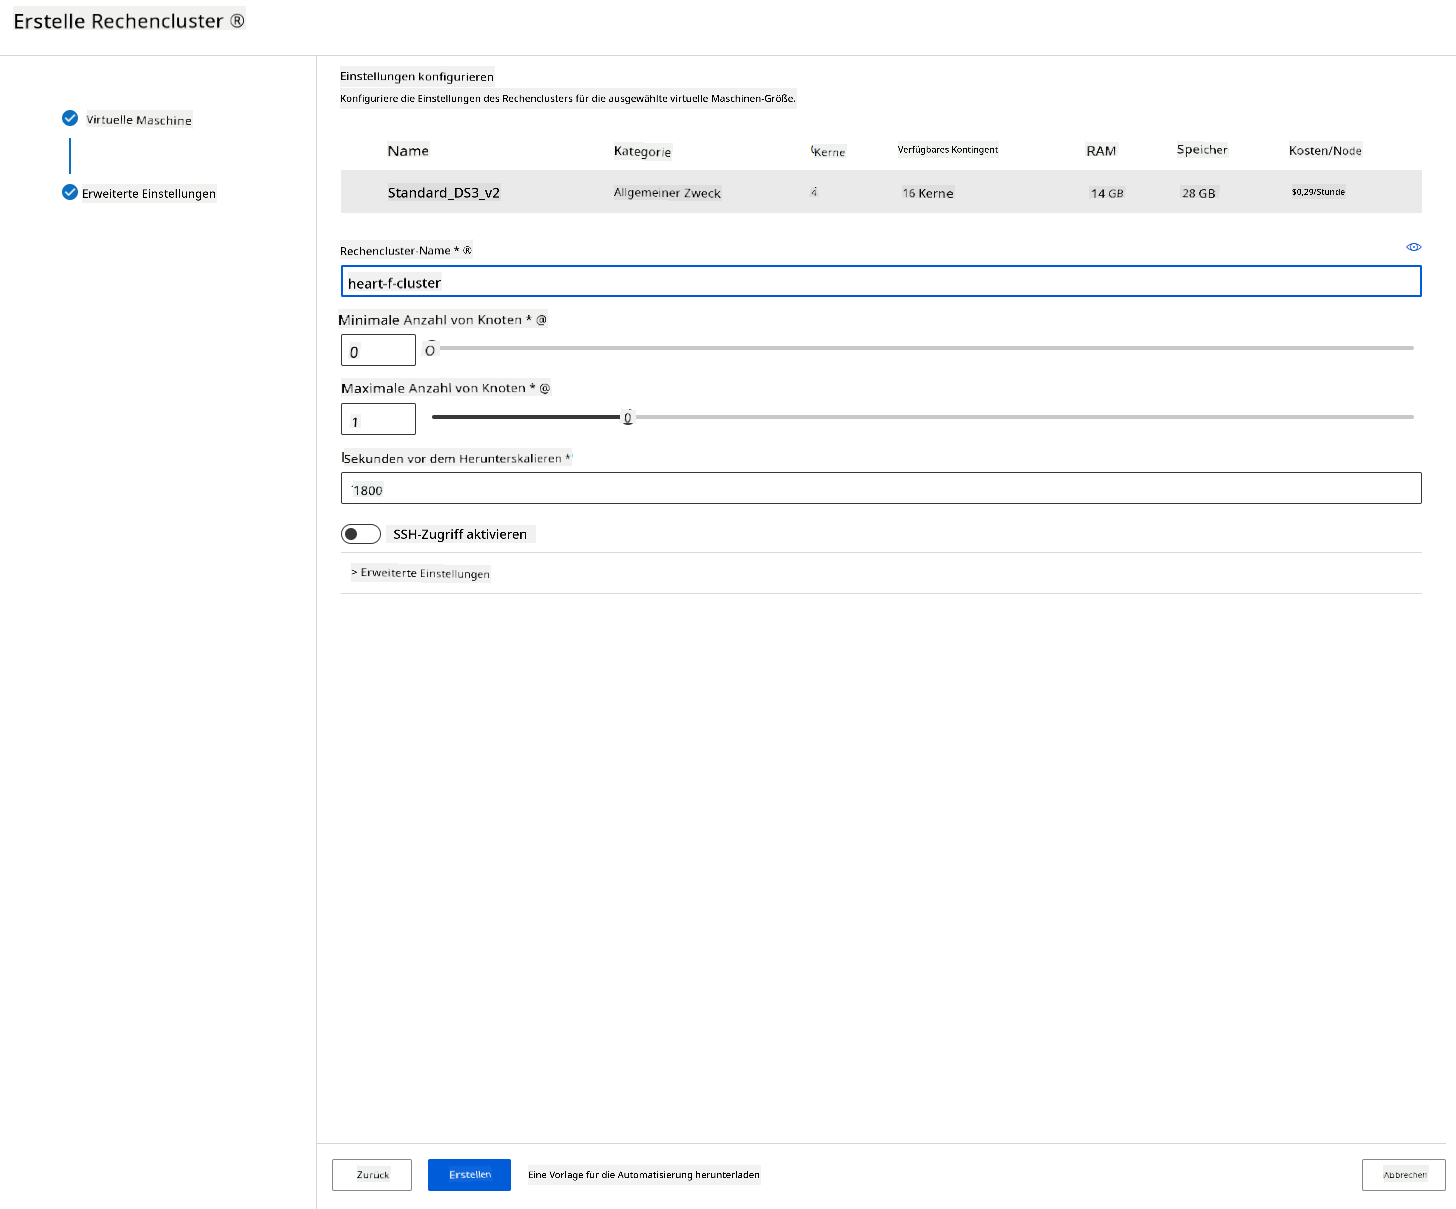 Erstelle Rechencluster ®
Virtuelle Maschine
Erweiterte Einstellungen
Einstellungen konfigurieren
Konfiguriere die Einstellungen des Rechenclusters für die ausgewählte virtuelle Maschinen-Größe.
Name Kategorie Kerne Verfügbares Kontingent RAM Speicher Kosten/Node
Standard_DS3_v2 Allgemeiner Zweck 4 16 Kerne 14 GB 28 GB $0,29/Stunde
Rechencluster-Name * ®
heart-f-cluster
Minimale Anzahl von Knoten * @
0
Maximale Anzahl von Knoten * @
1
Sekunden vor dem Herunterskalieren *
1800
SSH-Zugriff aktivieren
> Erweiterte Einstellungen
Zurück Erstellen Eine Vorlage für die Automatisierung herunterladen Abbrechen